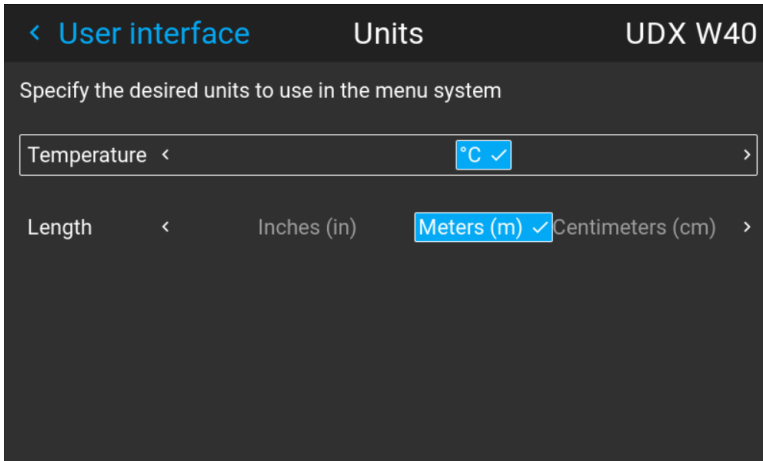 ‹ User interface Units UDX W40
Specify the desired units to use in the menu system
Temperature ‹ °C ✓ ›
Length ‹ Inches (in) Meters (m) ✓ Centimeters (cm) ›